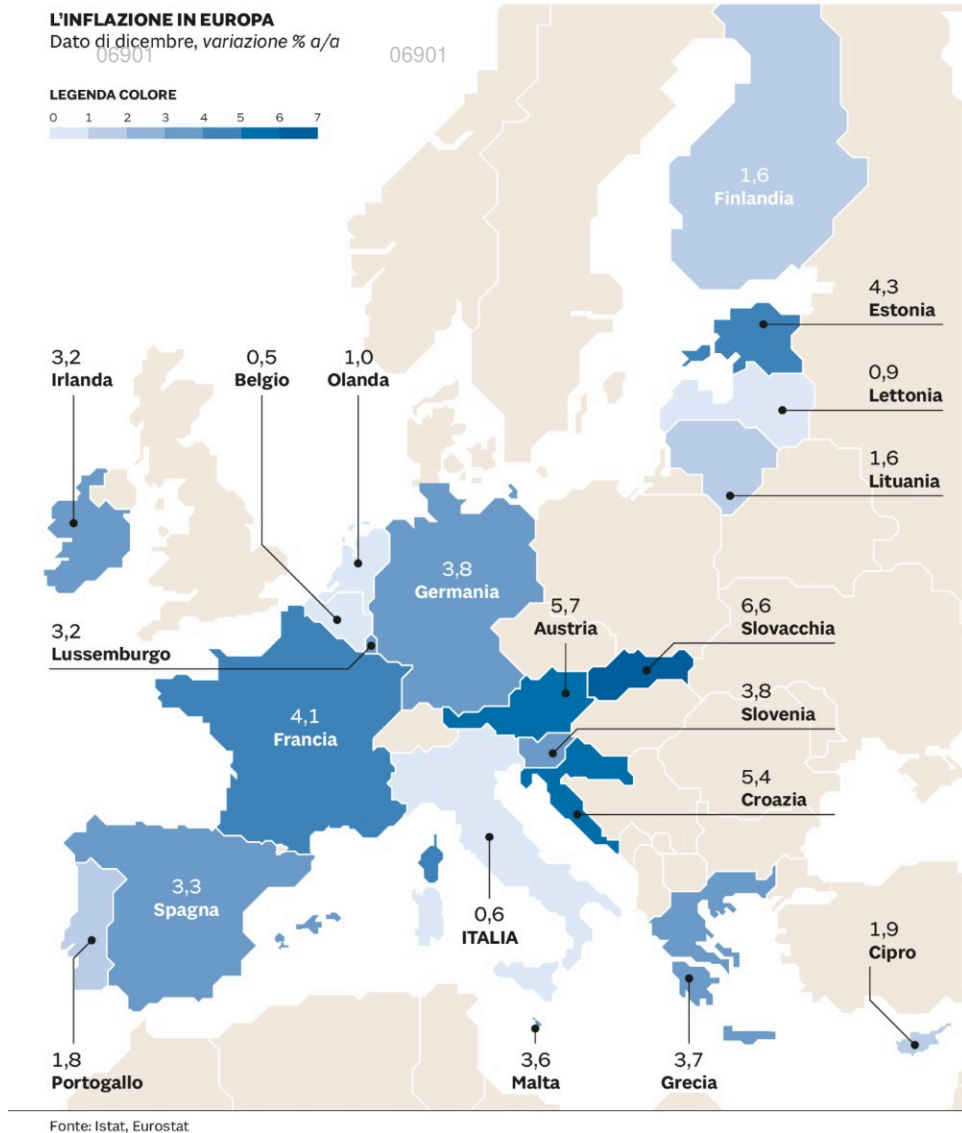 L'INFLAZIONE IN EUROPA
Dato di dicembre, variazione % a/a
06901
06901
LEGENDA COLORE
0 1 2 3 4 5 6 7
1,6
Finlandia
4,3
Estonia
0,9
Lettonia
1,6
Lituania
3,2
Irlanda
0,5
Belgio
1,0
Olanda
3,8
Germania
3,2
Lussemburgo
5,7
Austria
6,6
Slovacchia
3,8
Slovenia
5,4
Croazia
4,1
Francia
3,3
Spagna
0,6
ITALIA
1,9
Cipro
1,8
Portogallo
3,6
Malta
3,7
Grecia
Fonte: Istat, Eurostat